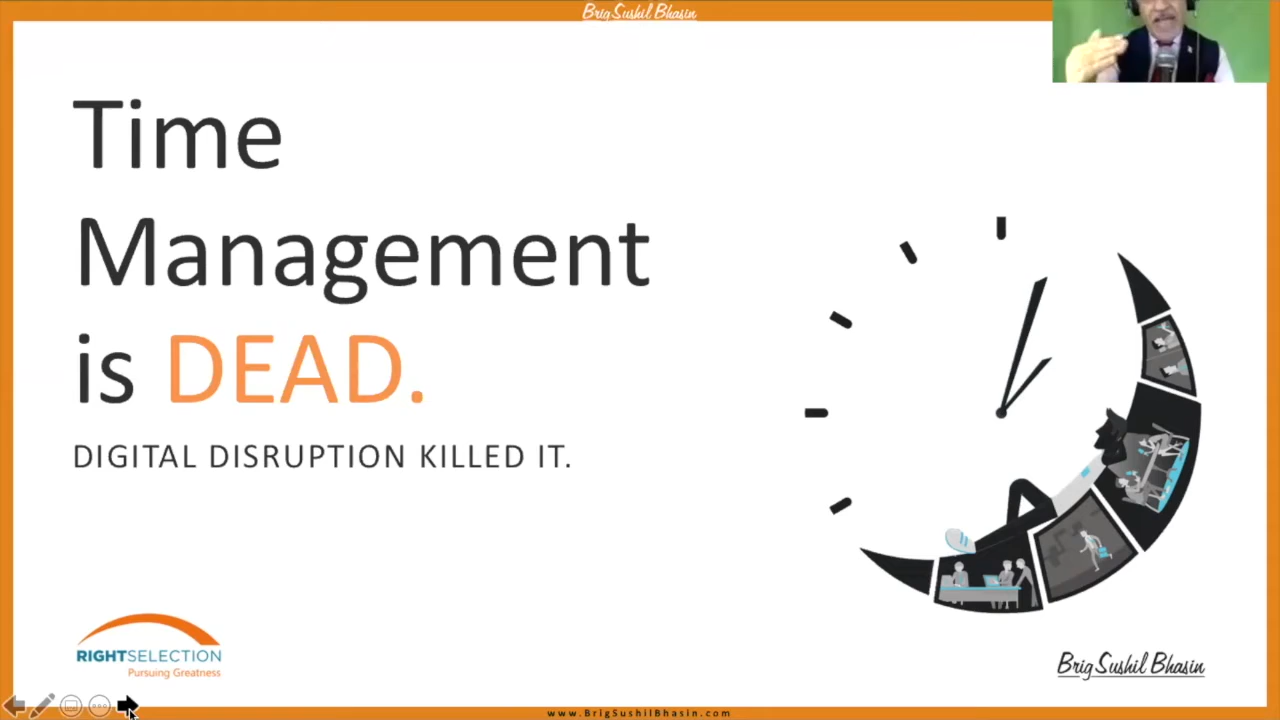 Brig Sushil Bhasin
Time
Management
is DEAD.
DIGITAL DISRUPTION KILLED IT.
RIGHTSELECTION
Pursuing Greatness
Brig Sushil Bhasin
www.BrigSushilBhasin.com